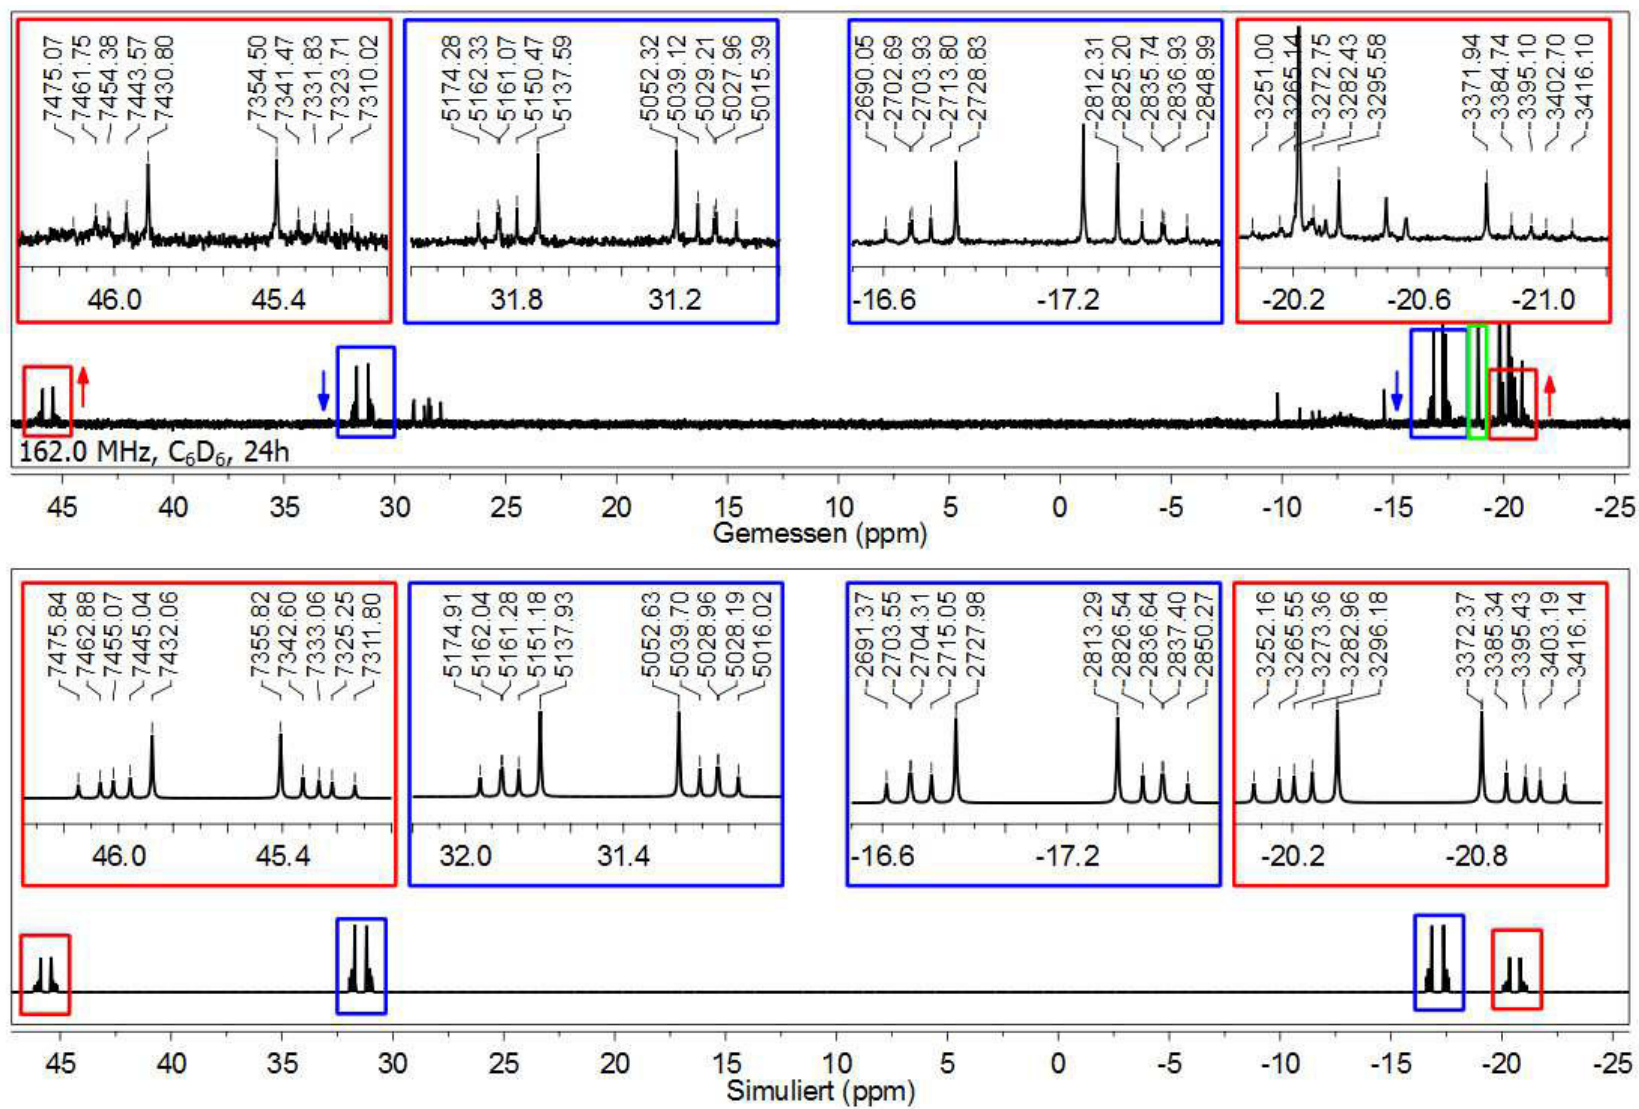 7475.07 7461.75 7454.38 7443.57 7430.80 7354.50 7341.47 7331.83 7323.71 7310.02
5174.28 5162.33 5161.07 5150.47 5137.59 5052.32 5039.12 5029.21 5027.96 5015.39
-2690.05 -2702.69 -2703.93 -2713.80 -2728.83 -2812.31 -2825.20 -2835.74 -2836.93 -2848.99
-3251.00 -3265.14 -3272.75 -3282.43 -3295.58 -3371.94 -3384.74 -3395.10 -3402.70 -3416.10
46.0 45.4
31.8 31.2
-16.6 -17.2
-20.2 -20.6 -21.0
162.0 MHz, C₆D₆, 24h
45 40 35 30 25 20 15 10 5 0 -5 -10 -15 -20 -25
Gemessen (ppm)
7475.84 7462.88 7455.07 7445.04 7432.06 7355.82 7342.60 7333.06 7325.25 7311.80
5174.91 5162.04 5161.28 5151.18 5137.93 5052.63 5039.70 5028.96 5028.19 5016.02
-2691.37 -2703.55 -2704.31 -2715.05 -2727.98 -2813.29 -2826.54 -2836.64 -2837.40 -2850.27
-3252.16 -3265.55 -3273.36 -3282.96 -3296.18 -3372.37 -3385.34 -3395.43 -3403.19 -3416.14
46.0 45.4
32.0 31.4
-16.6 -17.2
-20.2 -20.8
45 40 35 30 25 20 15 10 5 0 -5 -10 -15 -20 -25
Simuliert (ppm)